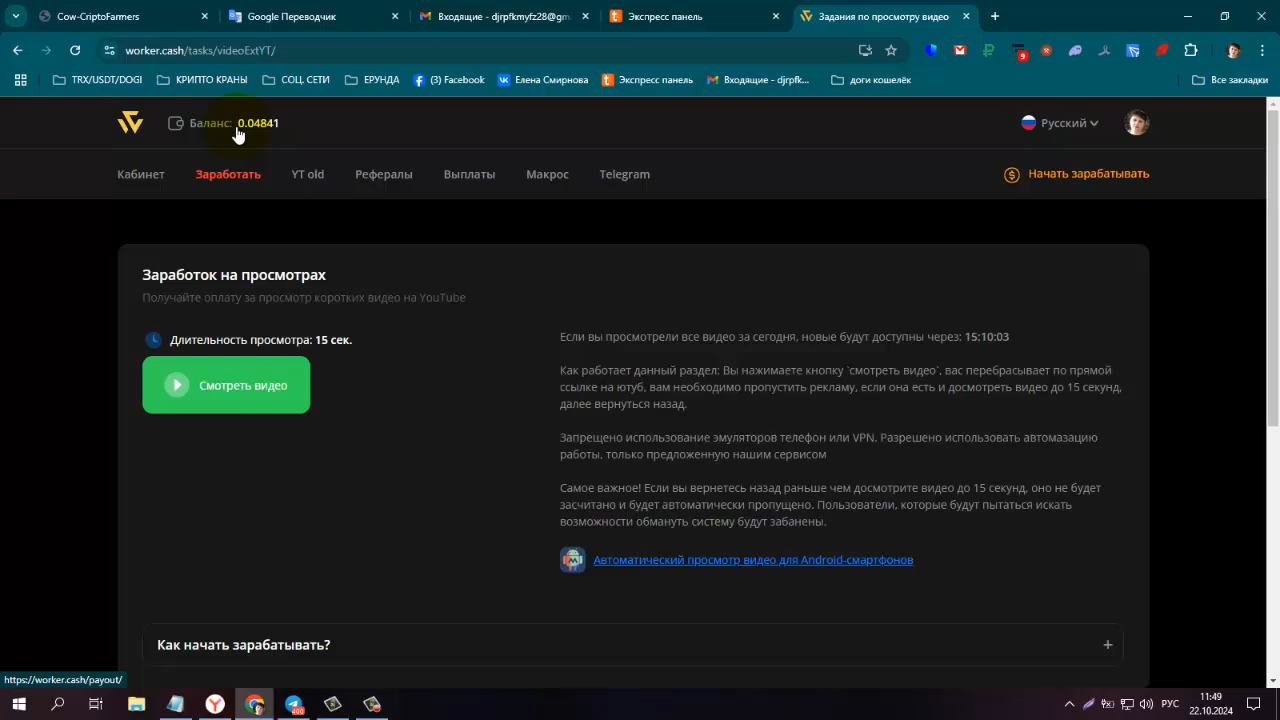 Cow-CriptoFarmers
Google Переводчик
Входящие - djrpfkmyfz28@gm
Экспресс панель
Задания по просмотру видео
worker.cash/tasks/videoExtYT/
9
TRX/USDT/DOGI
КРИПТО КРАНЫ
СОЦ. СЕТИ
ЕРУНДА
(3) Facebook
Елена Смирнова
Экспресс панель
Входящие - djrpfk...
доги кошелёк
Все закладки
Баланс: 0.04841
Русский
Кабинет
Заработать
YT old
Рефералы
Выплаты
Макрос
Telegram
Начать зарабатывать
Заработок на просмотрах
Получайте оплату за просмотр коротких видео на YouTube
Длительность просмотра: 15 сек.
Смотреть видео
Если вы просмотрели все видео за сегодня, новые будут доступны через: 15:10:03
Как работает данный раздел: Вы нажимаете кнопку `смотреть видео`, вас перебрасывает по прямой
ссылке на ютуб, вам необходимо пропустить рекламу, если она есть и досмотреть видео до 15 секунд,
далее вернуться назад.
Запрещено использование эмуляторов телефон или VPN. Разрешено использовать автомазацию
работы, только предложенную нашим сервисом
Самое важное! Если вы вернетесь назад раньше чем досмотрите видео до 15 секунд, оно не будет
засчитано и будет автоматически пропущено. Пользователи, которые будут пытаться искать
возможности обмануть систему будут забанены.
Автоматический просмотр видео для Android-смартфонов
Как начать зарабатывать?
https://worker.cash/payout/
РУС
11:49
22.10.2024